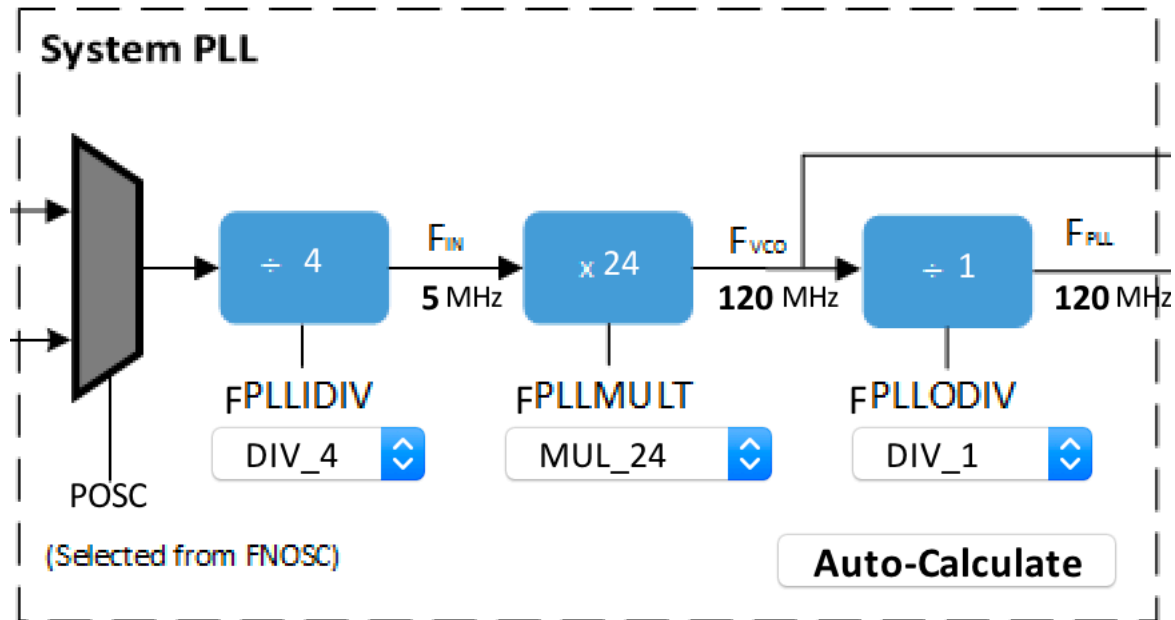 System PLL
FIN
FVCO
FPLL
÷ 4
x 24
÷ 1
5 MHz
120 MHz
120 MHz
FPLLIDIV
FPLLMULT
FPLLODIV
DIV_4
MUL_24
DIV_1
POSC
(Selected from FNOSC)
Auto-Calculate